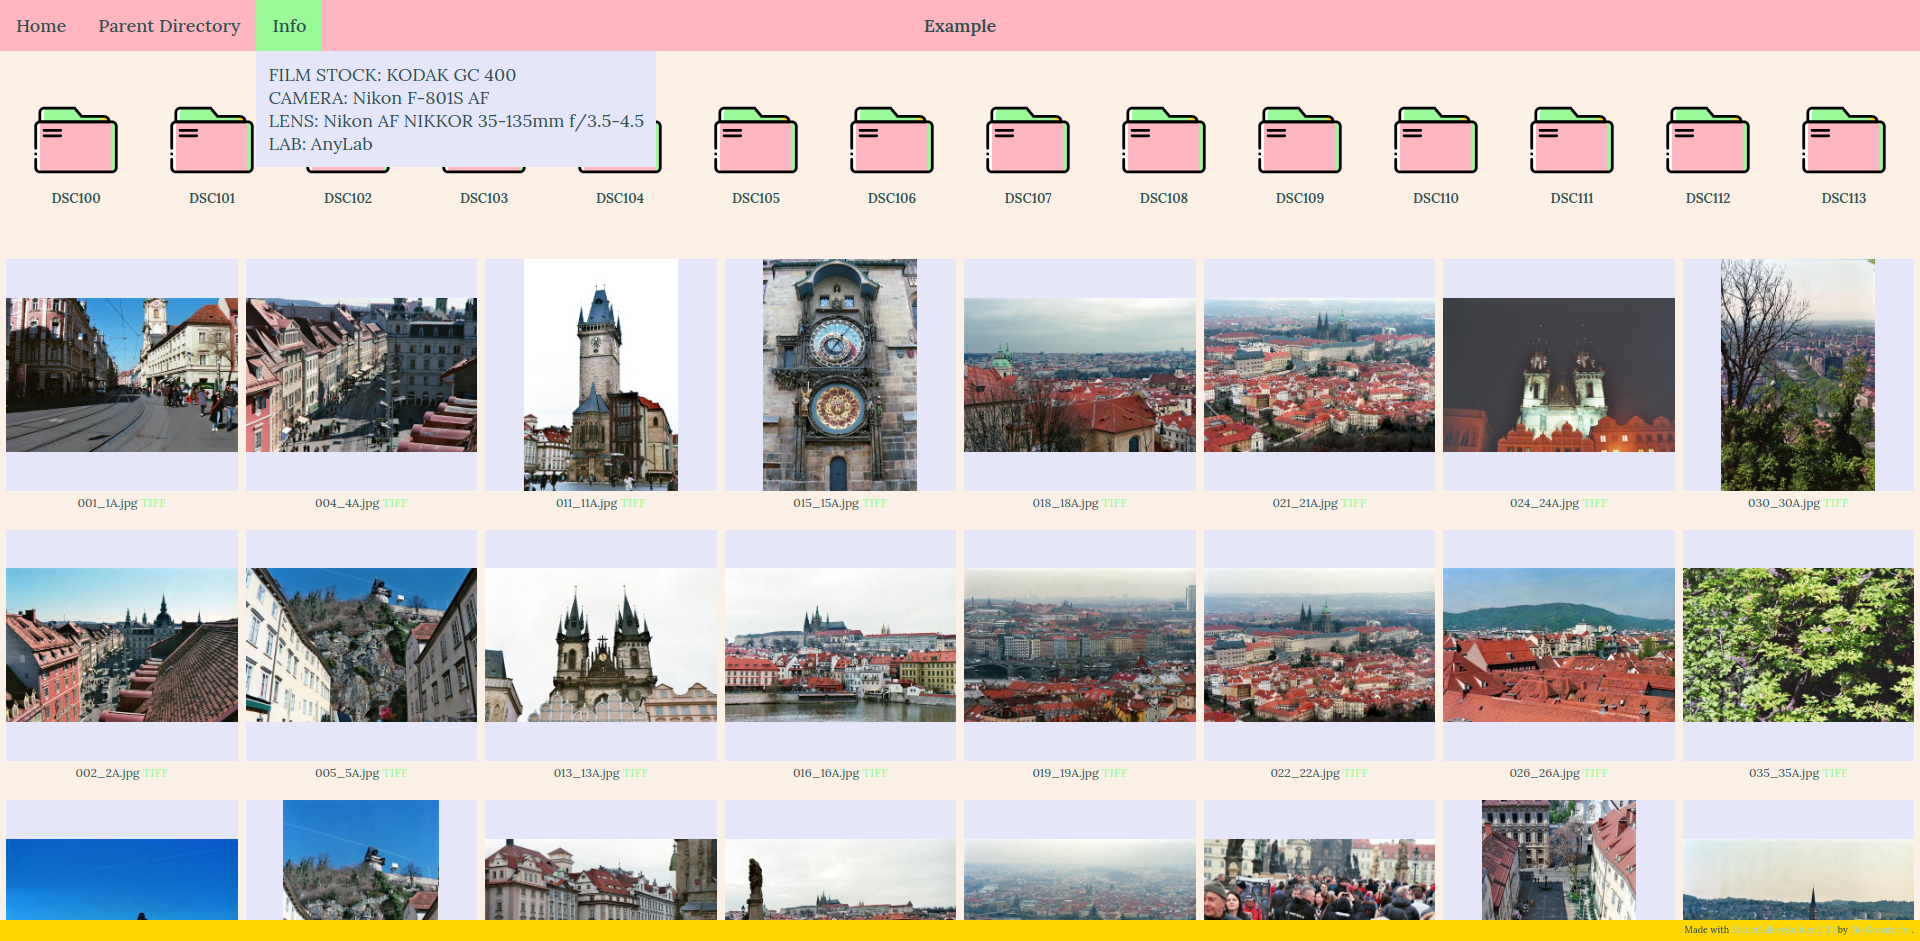 Home Parent Directory Info Example
FILM STOCK: KODAK GC 400
CAMERA: Nikon F-801S AF
LENS: Nikon AF NIKKOR 35-135mm f/3.5-4.5
LAB: AnyLab
DSC100 DSC101 DSC102 DSC103 DSC104 DSC105 DSC106 DSC107 DSC108 DSC109 DSC110 DSC111 DSC112 DSC113
001_1A.jpg TIFF 004_4A.jpg TIFF 011_11A.jpg TIFF 015_15A.jpg TIFF 018_18A.jpg TIFF 021_21A.jpg TIFF 024_24A.jpg TIFF 030_30A.jpg TIFF
002_2A.jpg TIFF 005_5A.jpg TIFF 013_13A.jpg TIFF 016_16A.jpg TIFF 019_19A.jpg TIFF 022_22A.jpg TIFF 026_26A.jpg TIFF 035_35A.jpg TIFF
Made with by